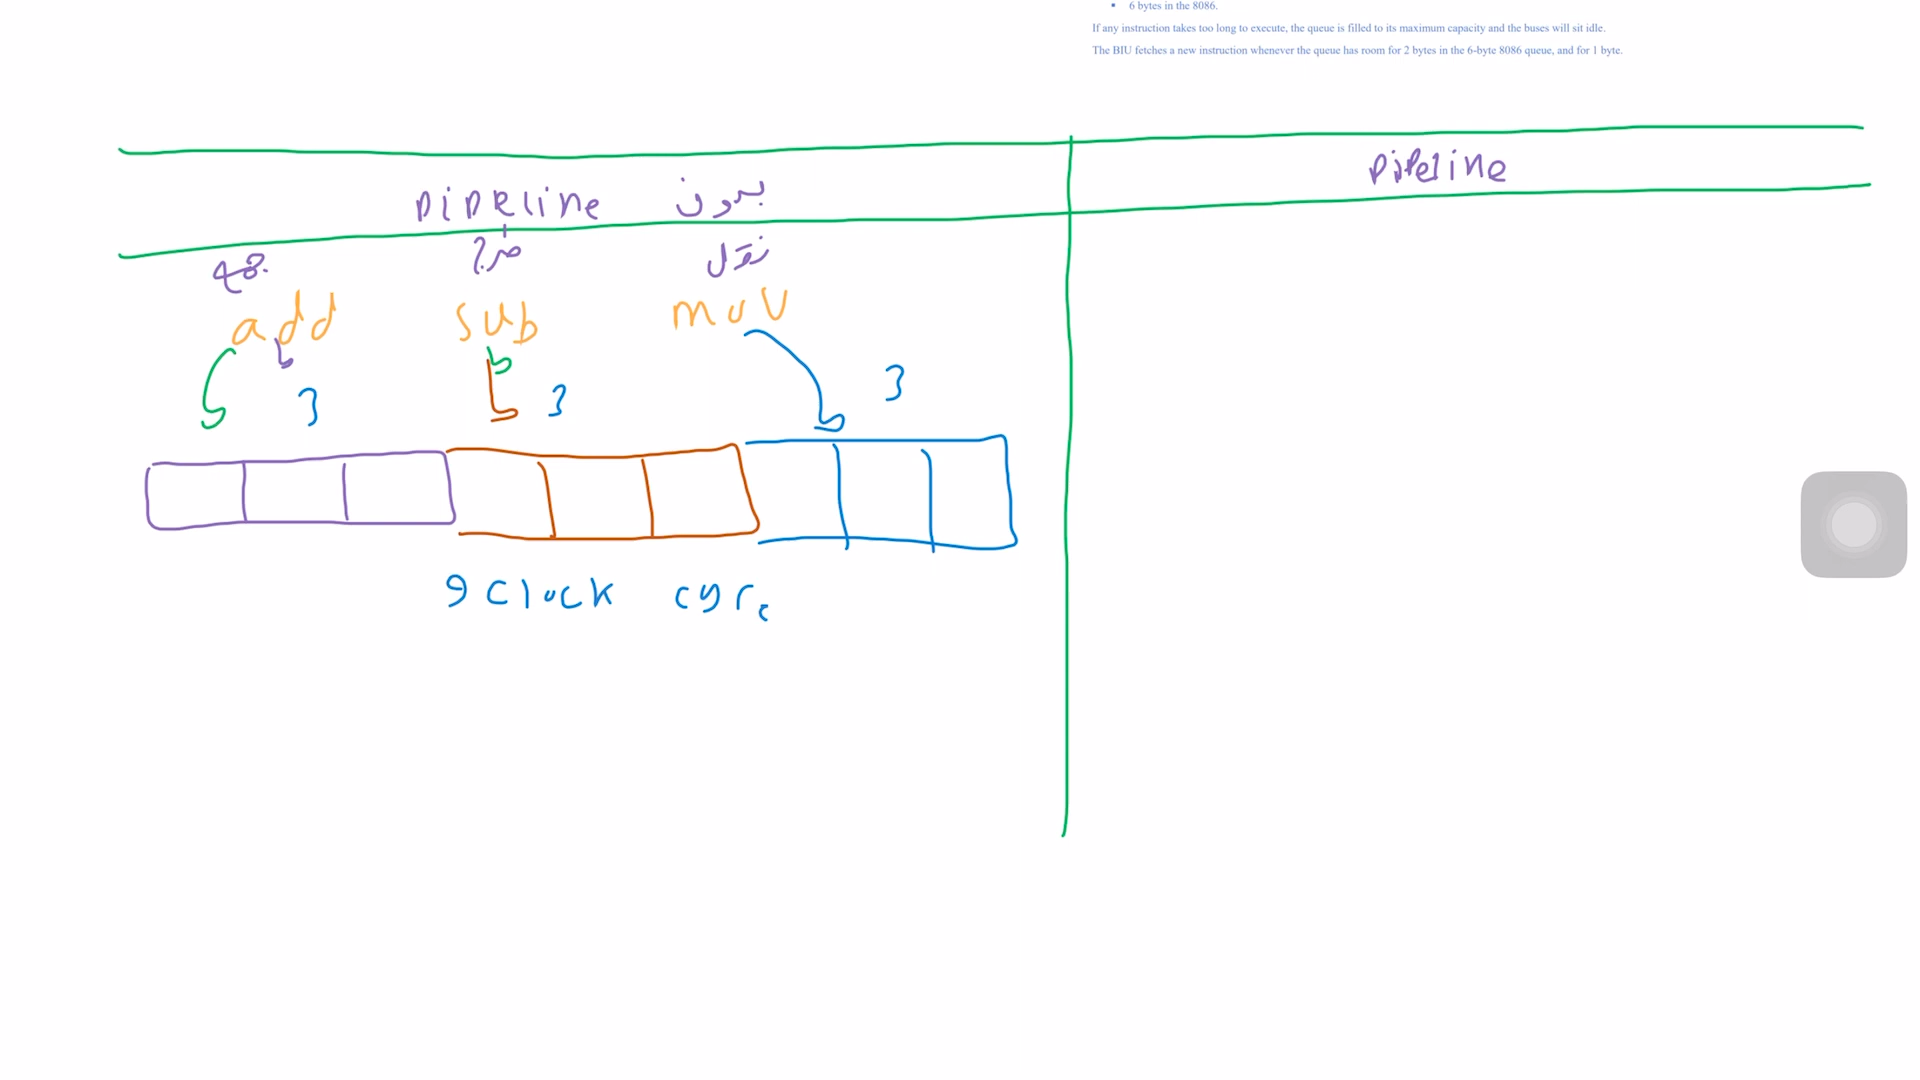 • 6 bytes in the 8086.
If any instruction takes too long to execute, the queue is filled to its maximum capacity and the buses will sit idle.
The BIU fetches a new instruction whenever the queue has room for 2 bytes in the 6-byte 8086 queue, and for 1 byte.
بدون pipeline
pipeline
جمع نقل
add sub mov
3 3 3
9 clock